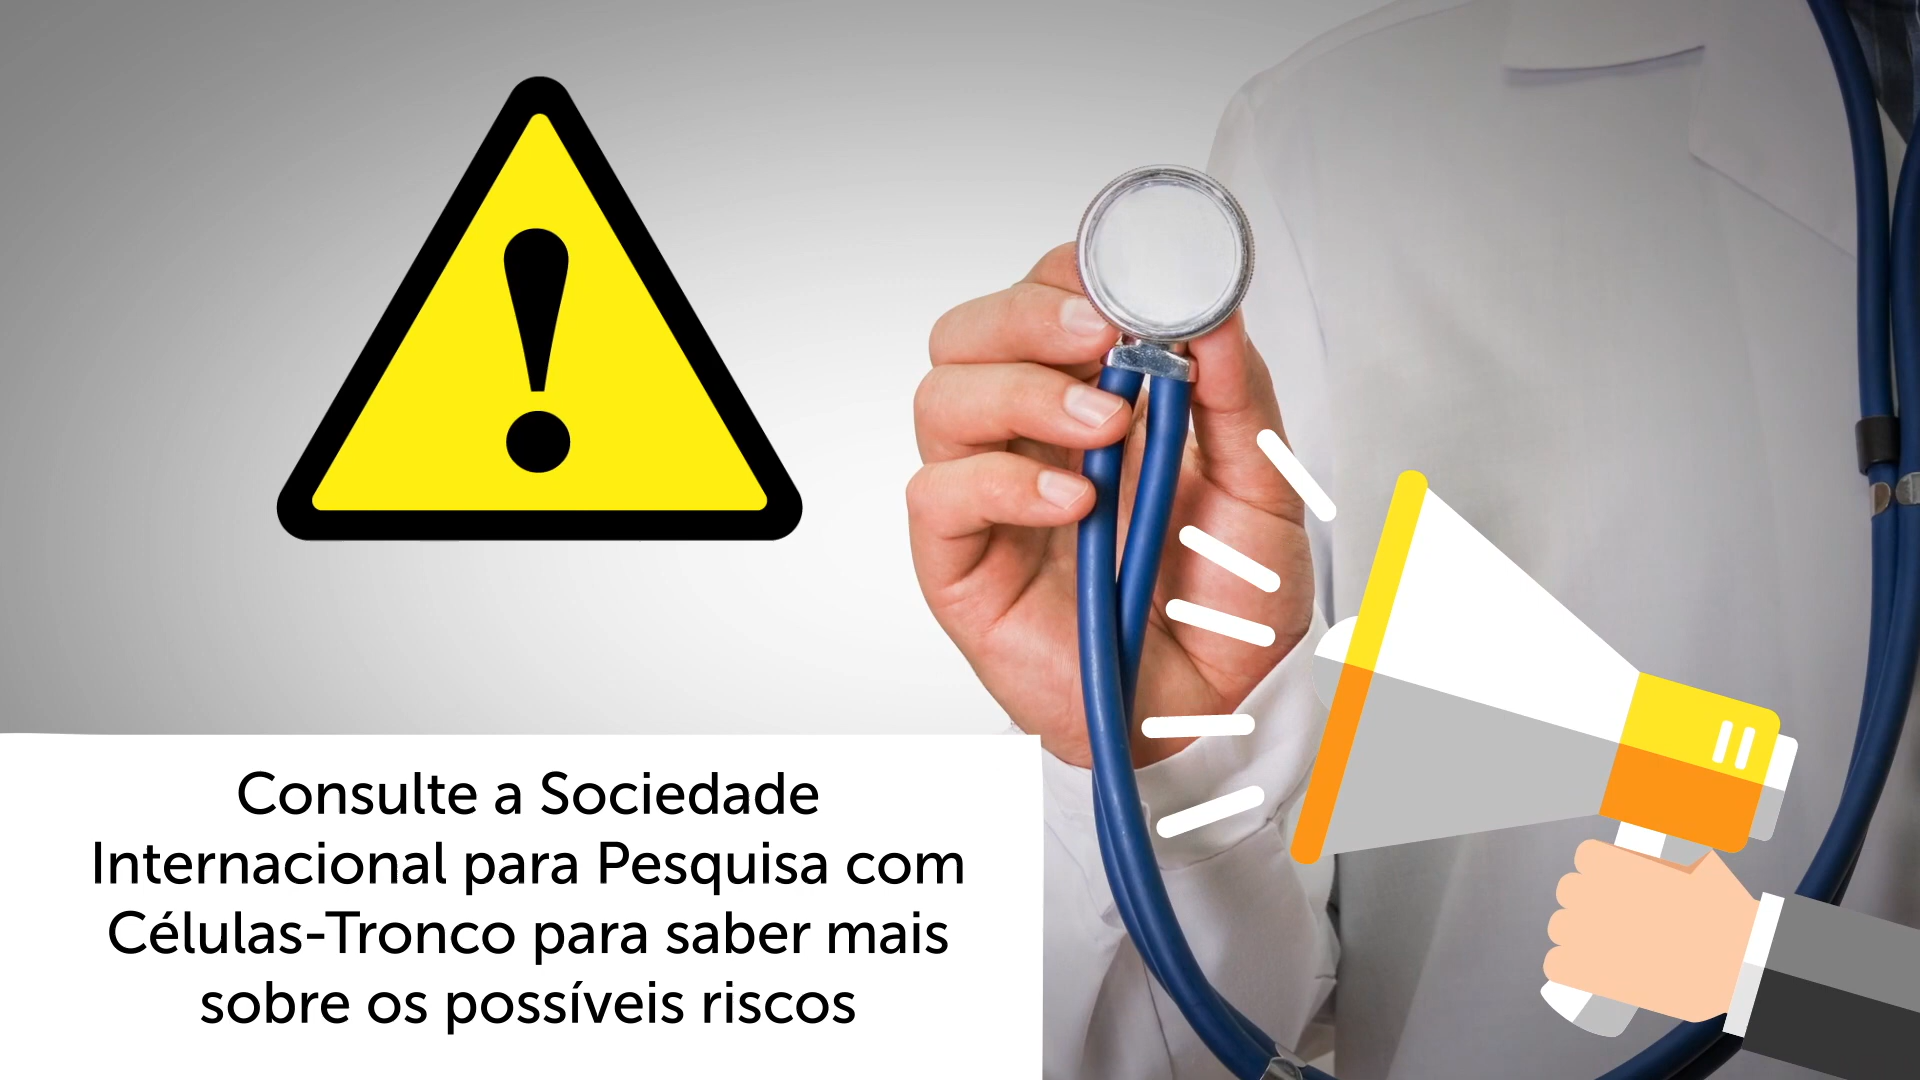 Consulte a Sociedade
Internacional para Pesquisa com
Células-Tronco para saber mais
sobre os possíveis riscos